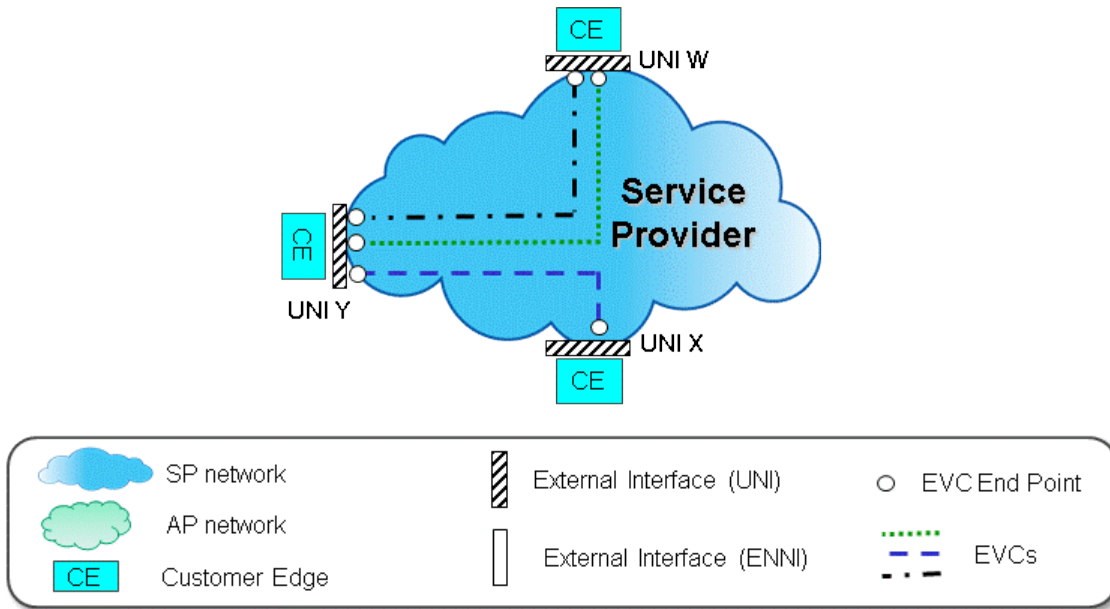 CE
UNI W
Service
Provider
CE
UNI Y
UNI X
CE
SP network
External Interface (UNI)
EVC End Point
AP network
External Interface (ENNI)
EVCs
CE
Customer Edge